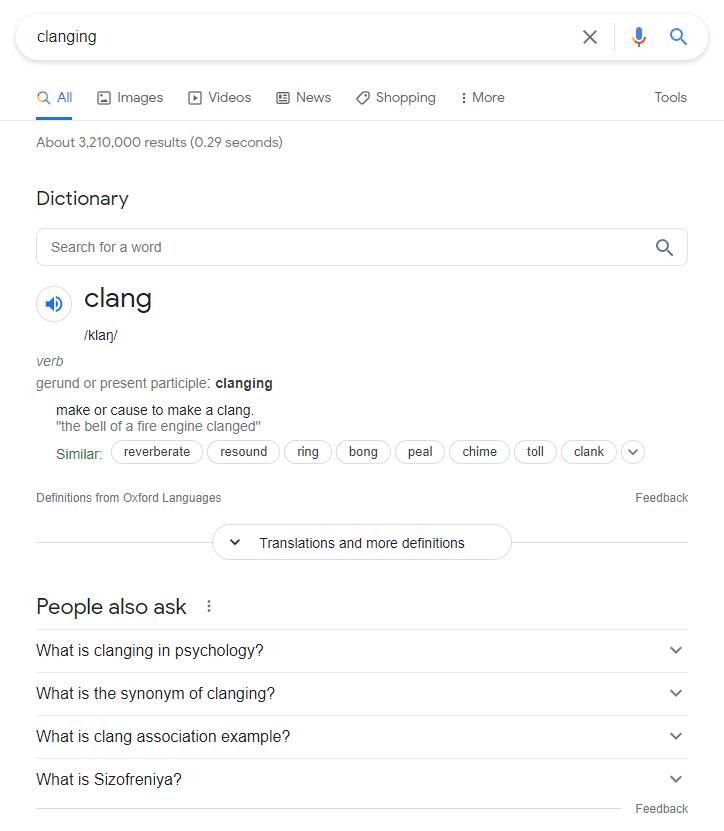 clanging
All Images Videos News Shopping More Tools
About 3,210,000 results (0.29 seconds)
Dictionary
Search for a word
clang
/klaŋ/
verb
gerund or present participle: clanging
make or cause to make a clang.
"the bell of a fire engine clanged"
Similar: reverberate resound ring bong peal chime toll clank
Definitions from Oxford Languages Feedback
Translations and more definitions
People also ask
What is clanging in psychology?
What is the synonym of clanging?
What is clang association example?
What is Sizofreniya?
Feedback